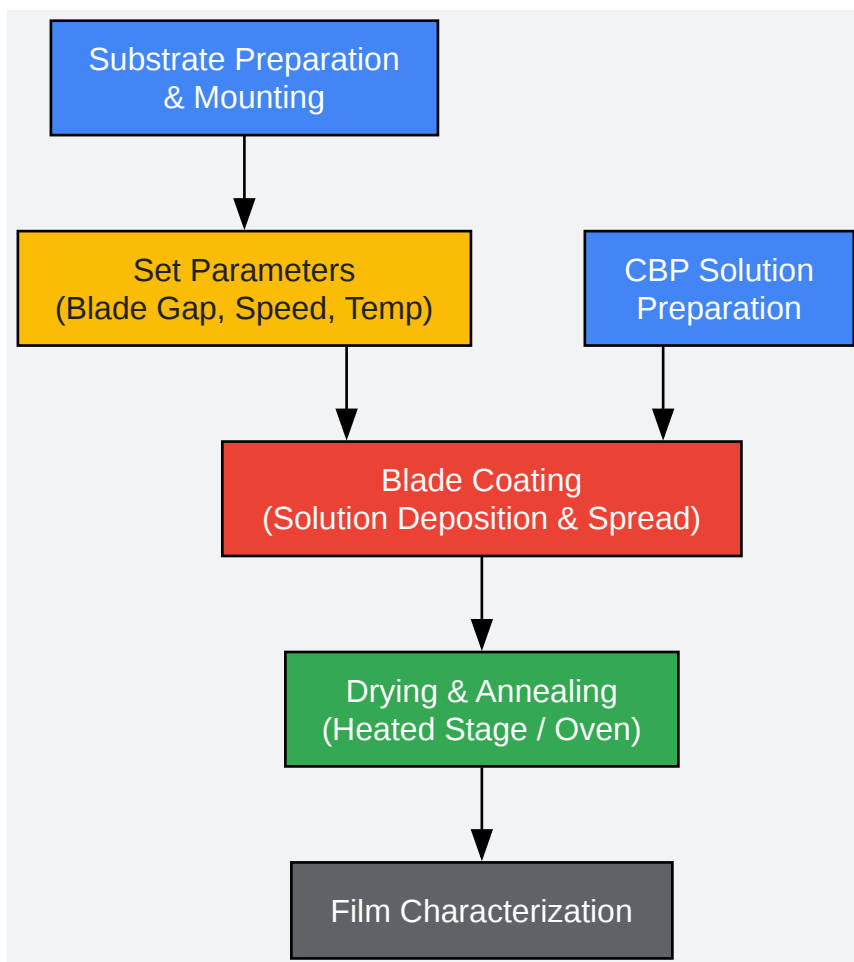 Substrate Preparation
& Mounting
Set Parameters
(Blade Gap, Speed, Temp)
CBP Solution
Preparation
Blade Coating
(Solution Deposition & Spread)
Drying & Annealing
(Heated Stage / Oven)
Film Characterization